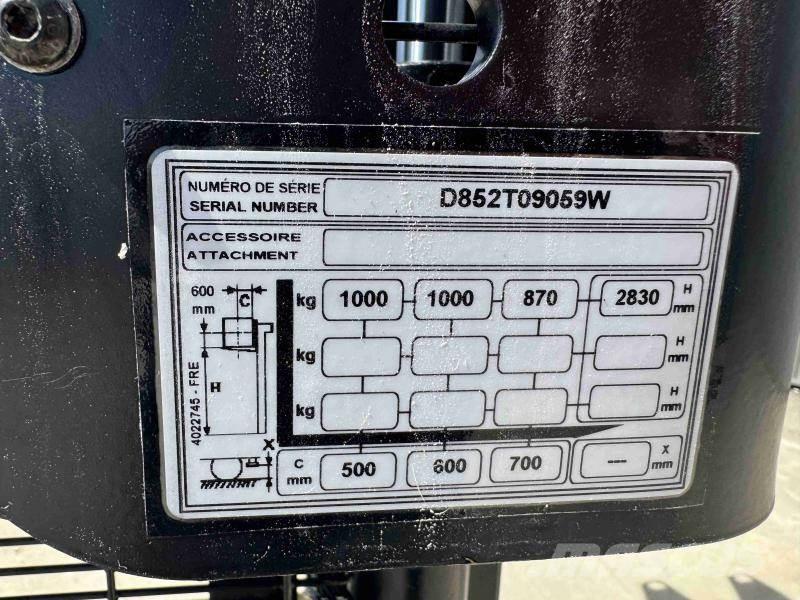 NUMÉRO DE SÉRIE
SERIAL NUMBER
D852T09059W
ACCESSOIRE
ATTACHMENT
600
mm
C
H
X
4022745 - FRE
kg 1000 1000 870 2830 H mm
kg H mm
kg H mm
C mm 500 600 700 --- X mm
MASCUS